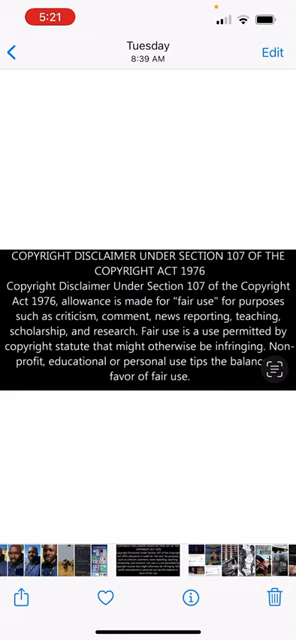 5:21
Tuesday
8:39 AM
Edit
COPYRIGHT DISCLAIMER UNDER SECTION 107 OF THE
COPYRIGHT ACT 1976
Copyright Disclaimer Under Section 107 of the Copyright
Act 1976, allowance is made for "fair use" for purposes
such as criticism, comment, news reporting, teaching,
scholarship, and research. Fair use is a use permitted by
copyright statute that might otherwise be infringing. Non-
profit, educational or personal use tips the balanc
favor of fair use.